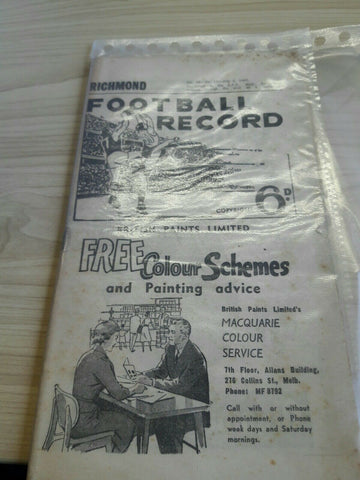 RICHMOND
FOOTBALL
RECORD
COPYRIGHT
6D.
BRITISH PAINTS LIMITED
FREE Colour Schemes
and Painting advice
British Paints Limited's
MACQUARIE
COLOUR
SERVICE
7th Floor, Allans Building,
276 Collins St., Melb.
Phone: MF 8792
Call with or without
appointment, or Phone
week days and Saturday
mornings.